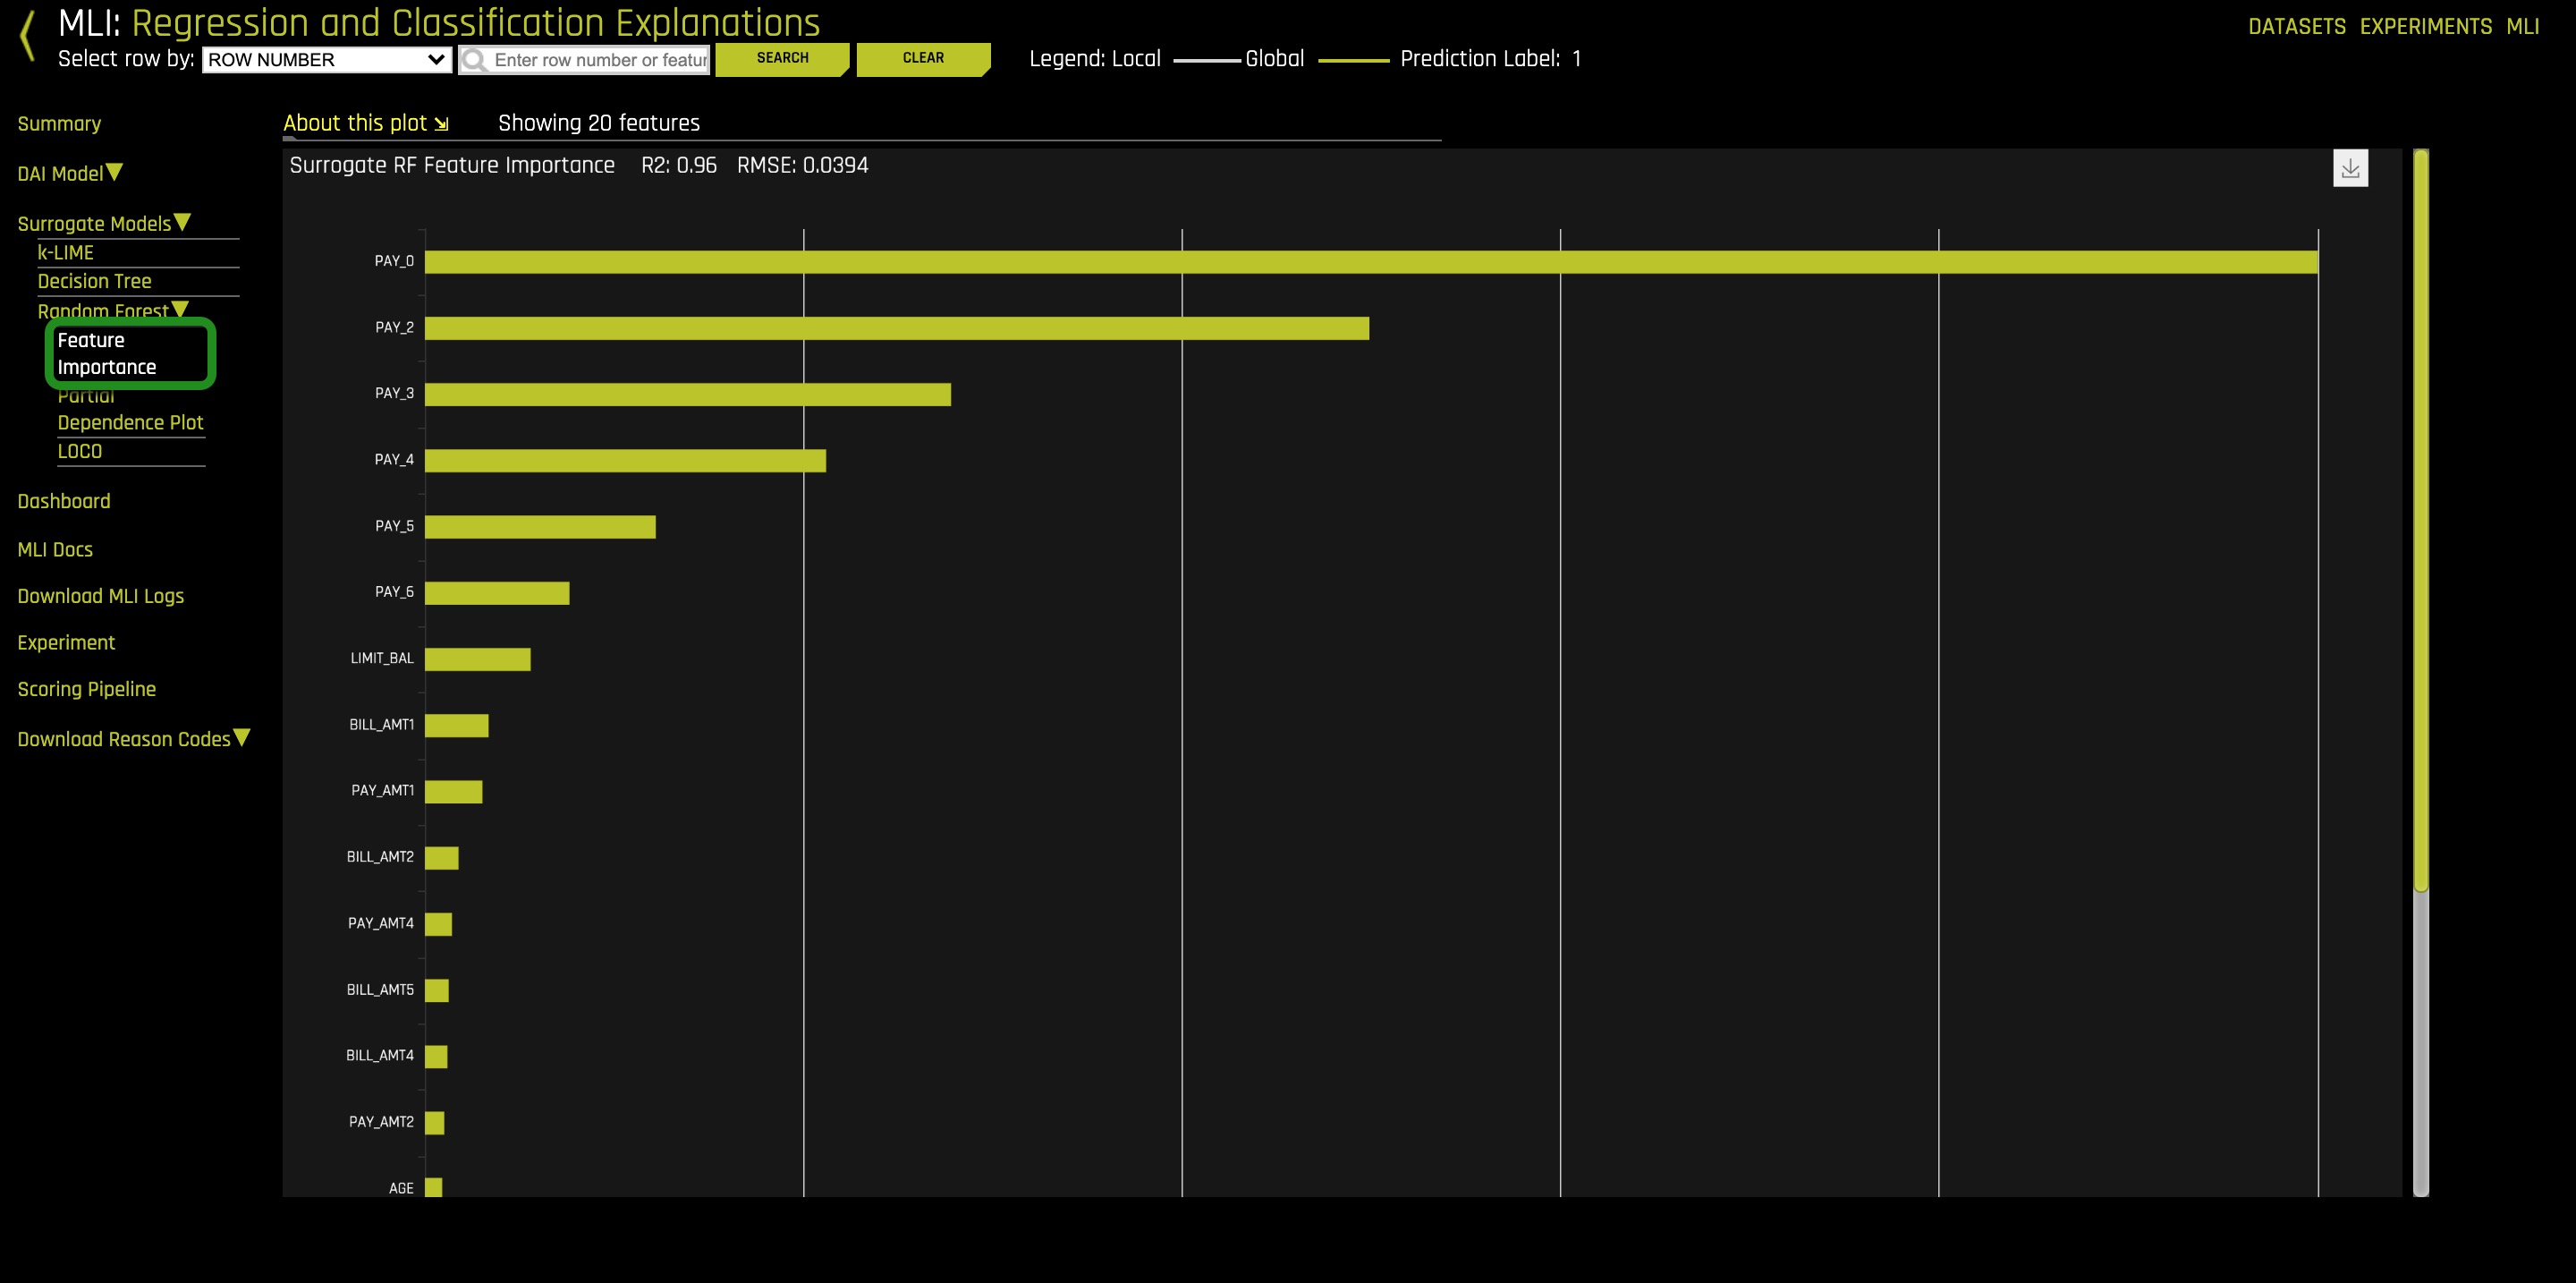 MLI: Regression and Classification Explanations
DATASETS EXPERIMENTS MLI
Select row by: ROW NUMBER Enter row number or featur SEARCH CLEAR Legend: Local Global Prediction Label: 1
Summary
DAI Model
Surrogate Models
k-LIME
Decision Tree
Random Forest
Feature
Importance
Partial
Dependence Plot
LOCO
Dashboard
MLI Docs
Download MLI Logs
Experiment
Scoring Pipeline
Download Reason Codes
About this plot Showing 20 features
Surrogate RF Feature Importance R2: 0.96 RMSE: 0.0394
PAY_0
PAY_2
PAY_3
PAY_4
PAY_5
PAY_6
LIMIT_BAL
BILL_AMT1
PAY_AMT1
BILL_AMT2
PAY_AMT4
BILL_AMT5
BILL_AMT4
PAY_AMT2
AGE